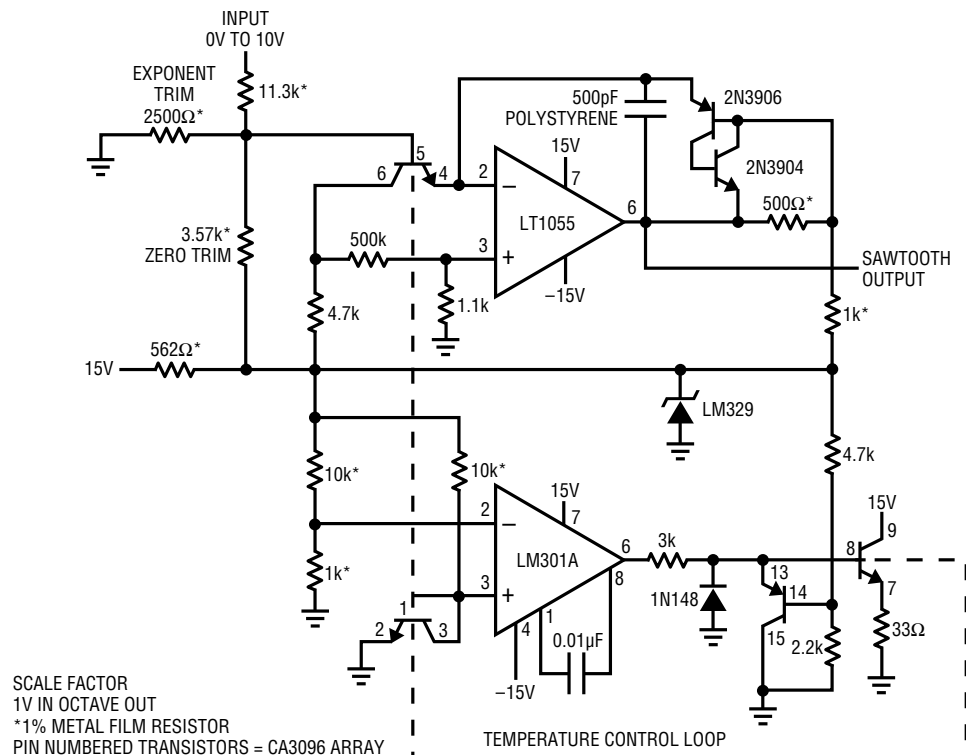 INPUT
0V TO 10V
EXPONENT
TRIM
2500Ω*
11.3k*
500pF
POLYSTYRENE
2N3906
2N3904
15V
7
5
6
4
2
−
LT1055
6
500Ω*
3
+
−15V
3.57k*
ZERO TRIM
500k
1.1k
4.7k
SAWTOOTH
OUTPUT
1k*
15V
562Ω*
LM329
10k*
10k*
4.7k
15V
7
2
−
LM301A
6
8
3k
15V
9
8
7
1k*
3
+
1
4
1N148
13
14
15
33Ω
1
2
3
0.01µF
2.2k
−15V
SCALE FACTOR
1V IN OCTAVE OUT
*1% METAL FILM RESISTOR
PIN NUMBERED TRANSISTORS = CA3096 ARRAY
TEMPERATURE CONTROL LOOP